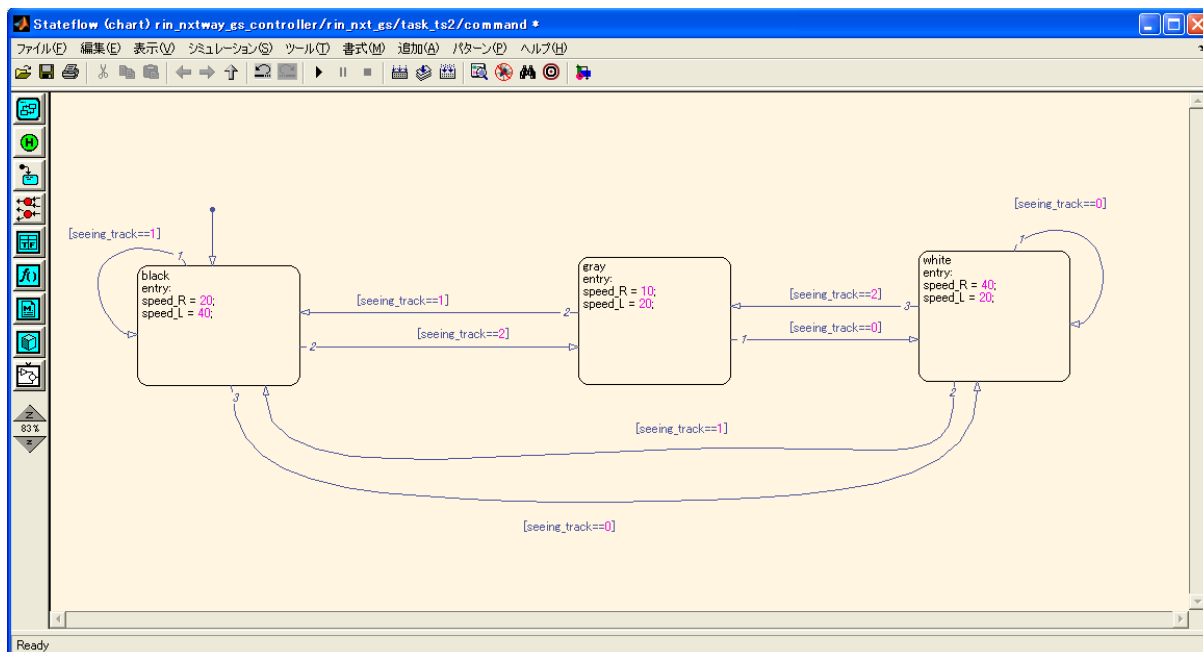 Stateflow (chart) rin_nxtway_gs_controller/rin_nxt_gs/task_ts2/command *
ファイル(F) 編集(E) 表示(V) シミュレーション(S) ツール(T) 書式(M) 追加(A) パターン(P) ヘルプ(H)
[seeing_track==0]
[seeing_track==1]
1
1
black
entry:
speed_R = 20;
speed_L = 40;
gray
entry:
speed_R = 10;
speed_L = 20;
white
entry:
speed_R = 40;
speed_L = 20;
[seeing_track==1]
2
[seeing_track==2]
3
2
[seeing_track==2]
1
[seeing_track==0]
3
2
[seeing_track==1]
[seeing_track==0]
83%
Ready